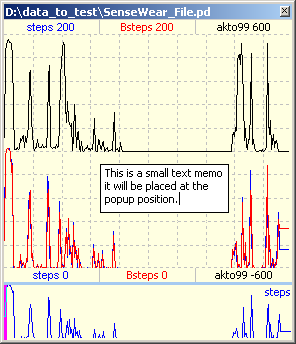 D:\data_to_test\SenseWear_File.pd
steps 200 Bsteps 200 akto99 600
This is a small text memo
it will be placed at the
popup position.
steps 0 Bsteps 0 akto99 -600
steps